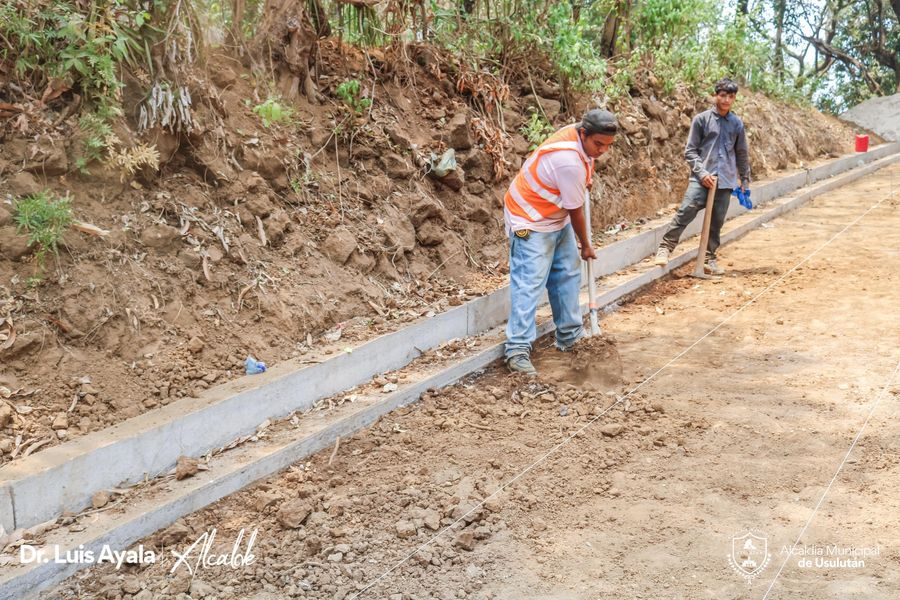 Dr. Luis Ayala Alcalde
Alcaldía Municipal
de Usulután